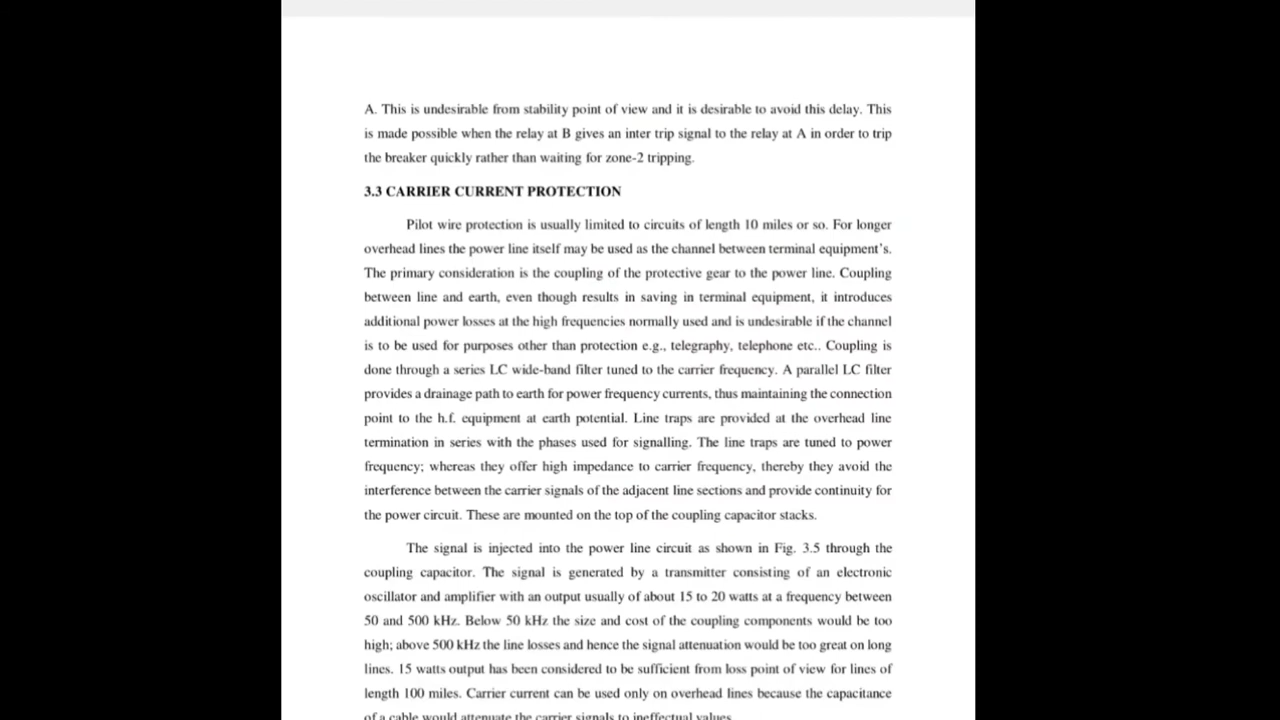 A. This is undesirable from stability point of view and it is desirable to avoid this delay. This
is made possible when the relay at B gives an inter trip signal to the relay at A in order to trip
the breaker quickly rather than waiting for zone-2 tripping.
3.3 CARRIER CURRENT PROTECTION
Pilot wire protection is usually limited to circuits of length 10 miles or so. For longer
overhead lines the power line itself may be used as the channel between terminal equipment's.
The primary consideration is the coupling of the protective gear to the power line. Coupling
between line and earth, even though results in saving in terminal equipment, it introduces
additional power losses at the high frequencies normally used and is undesirable if the channel
is to be used for purposes other than protection e.g., telegraphy, telephone etc.. Coupling is
done through a series LC wide-band filter tuned to the carrier frequency. A parallel LC filter
provides a drainage path to earth for power frequency currents, thus maintaining the connection
point to the h.f. equipment at earth potential. Line traps are provided at the overhead line
termination in series with the phases used for signalling. The line traps are tuned to power
frequency; whereas they offer high impedance to carrier frequency, thereby they avoid the
interference between the carrier signals of the adjacent line sections and provide continuity for
the power circuit. These are mounted on the top of the coupling capacitor stacks.
The signal is injected into the power line circuit as shown in Fig. 3.5 through the
coupling capacitor. The signal is generated by a transmitter consisting of an electronic
oscillator and amplifier with an output usually of about 15 to 20 watts at a frequency between
50 and 500 kHz. Below 50 kHz the size and cost of the coupling components would be too
high; above 500 kHz the line losses and hence the signal attenuation would be too great on long
lines. 15 watts output has been considered to be sufficient from loss point of view for lines of
length 100 miles. Carrier current can be used only on overhead lines because the capacitance
of a cable would attenuate the carrier signals to ineffectual values.